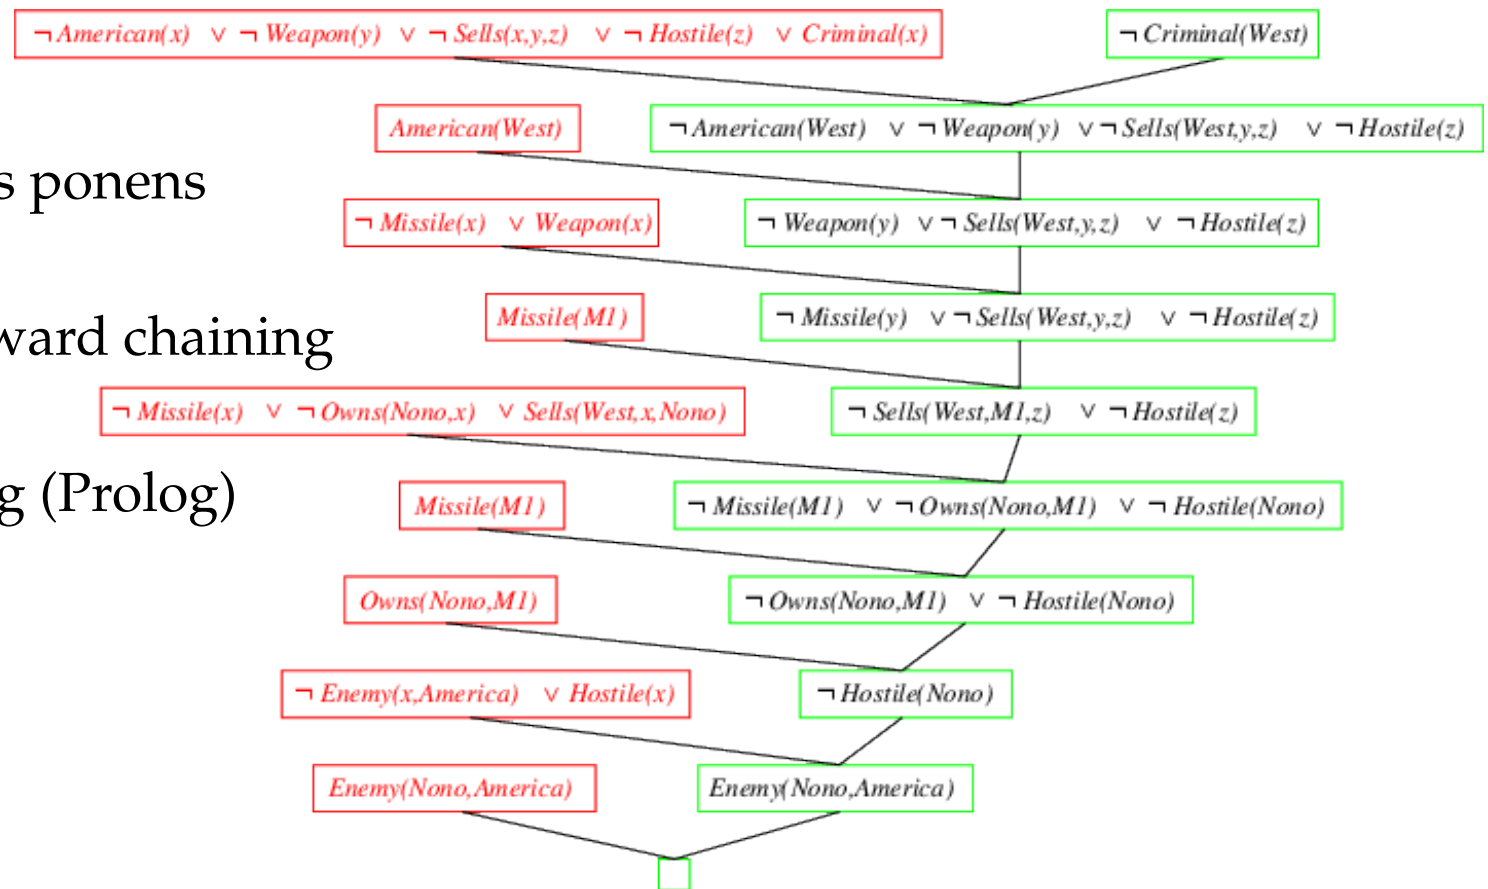 ¬ American(x) ∨ ¬ Weapon(y) ∨ ¬ Sells(x,y,z) ∨ ¬ Hostile(z) ∨ Criminal(x)
¬ Criminal(West)
American(West)
¬ American(West) ∨ ¬ Weapon(y) ∨ ¬ Sells(West,y,z) ∨ ¬ Hostile(z)
s ponens
¬ Missile(x) ∨ Weapon(x)
¬ Weapon(y) ∨ ¬ Sells(West,y,z) ∨ ¬ Hostile(z)
Missile(M1)
¬ Missile(y) ∨ ¬ Sells(West,y,z) ∨ ¬ Hostile(z)
ward chaining
¬ Missile(x) ∨ ¬ Owns(Nono,x) ∨ Sells(West,x,Nono)
¬ Sells(West,M1,z) ∨ ¬ Hostile(z)
g (Prolog)
Missile(M1)
¬ Missile(M1) ∨ ¬ Owns(Nono,M1) ∨ ¬ Hostile(Nono)
Owns(Nono,M1)
¬ Owns(Nono,M1) ∨ ¬ Hostile(Nono)
¬ Enemy(x,America) ∨ Hostile(x)
¬ Hostile(Nono)
Enemy(Nono,America)
Enemy(Nono,America)